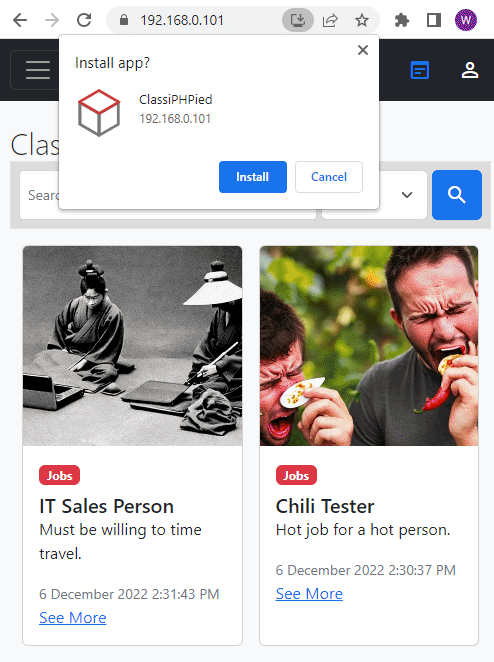 192.168.0.101
W
Install app?
ClassiPHPied
192.168.0.101
Install
Cancel
Clas
Searc
Jobs
IT Sales Person
Must be willing to time
travel.
6 December 2022 2:31:43 PM
See More
Jobs
Chili Tester
Hot job for a hot person.
6 December 2022 2:30:37 PM
See More